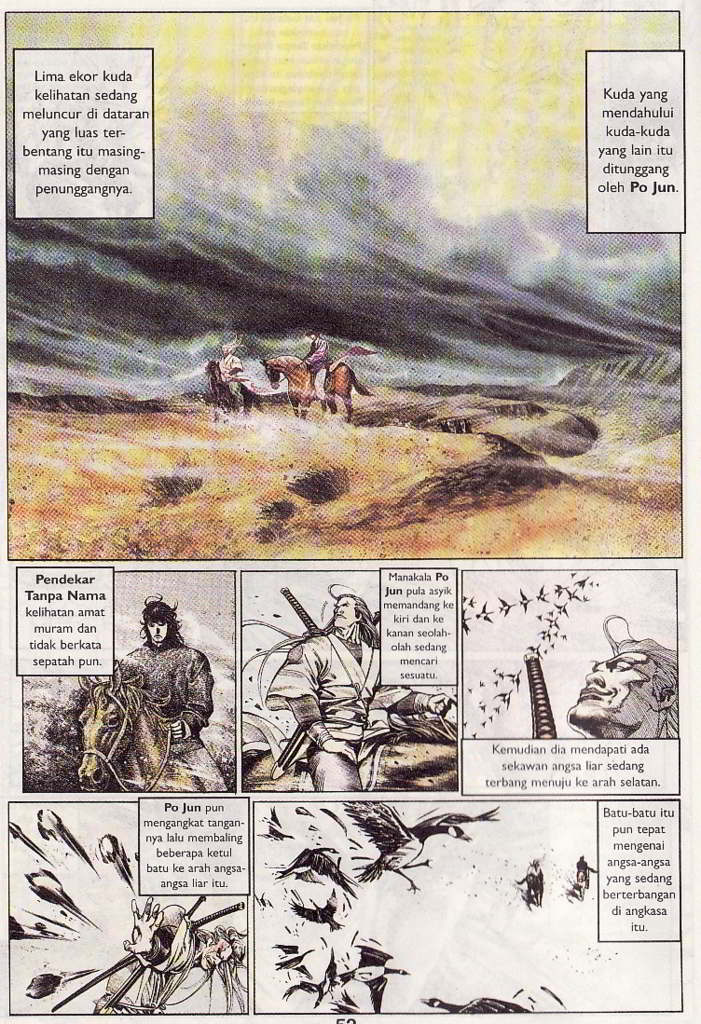 Lima ekor kuda
kelihatan sedang
meluncur di dataran
yang luas ter-
bentang itu masing-
masing dengan
penunggangnya.
Kuda yang
mendahului
kuda-kuda
yang lain itu
ditunggang
oleh Po Jun.
Pendekar
Tanpa Nama
kelihatan amat
muram dan
tidak berkata
sepatah pun.
Manakala Po
Jun pula asyik
memandang ke
kiri dan ke
kanan seolah-
olah sedang
mencari
sesuatu.
Kemudian dia mendapati ada
sekawan angsa liar sedang
terbang menuju ke arah selatan.
Po Jun pun
mengangkat tangan-
nya lalu membaling
beberapa ketul
batu ke arah angsa-
angsa liar itu.
Batu-batu itu
pun tepat
mengenai
angsa-angsa
yang sedang
berterbangan
di angkasa
itu.